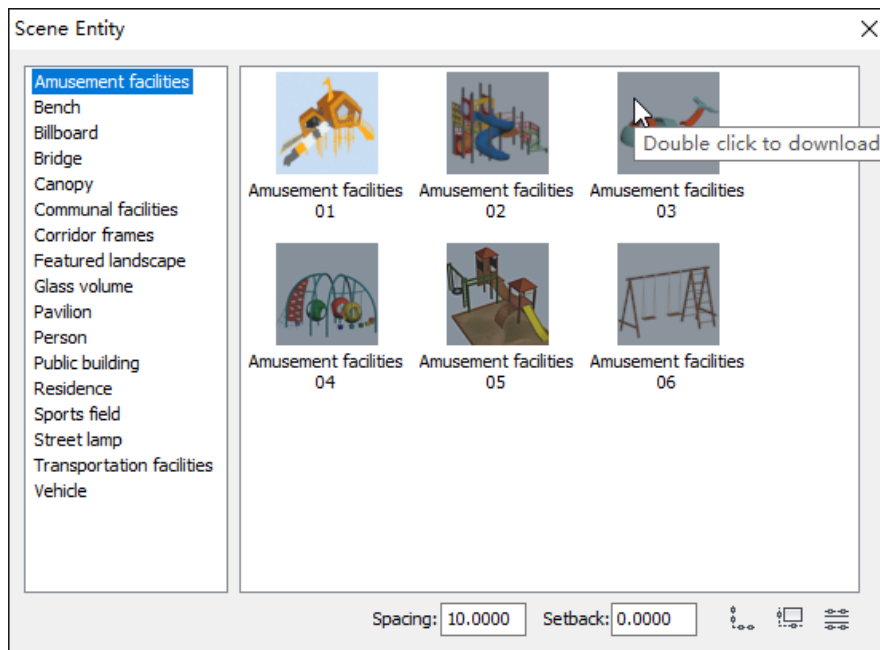 Scene Entity
Amusement facilities
Bench
Billboard
Bridge
Canopy
Communal facilities
Corridor frames
Featured landscape
Glass volume
Pavilion
Person
Public building
Residence
Sports field
Street lamp
Transportation facilities
Vehicle
Double click to download
Amusement facilities
01
Amusement facilities
02
Amusement facilities
03
Amusement facilities
04
Amusement facilities
05
Amusement facilities
06
Spacing: 10.0000 Setback: 0.0000